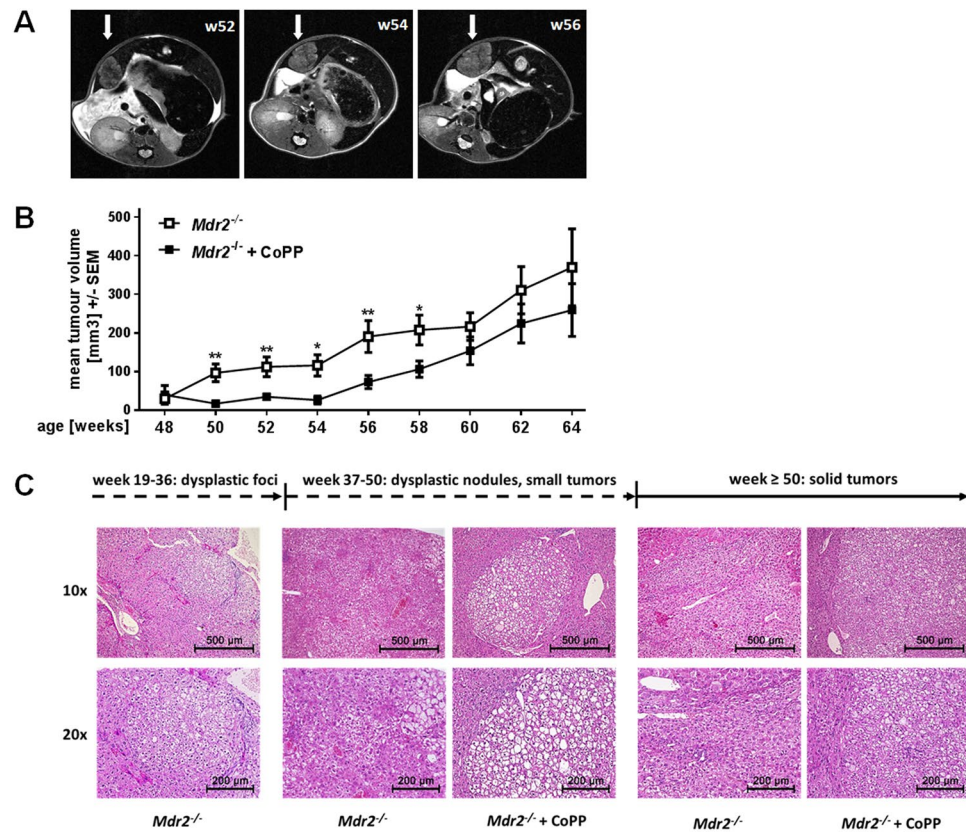 A
w52
w54
w56
B
mean tumour volume
[mm3] +/- SEM
500
400
300
200
100
0
Mdr2-/-
Mdr2-/- + CoPP
** ** * ** *
age [weeks] 48 50 52 54 56 58 60 62 64
C
week 19-36: dysplastic foci
week 37-50: dysplastic nodules, small tumors
week ≥ 50: solid tumors
10x
500 µm 500 µm 500 µm 500 µm 500 µm
20x
200 µm 200 µm 200 µm 200 µm 200 µm
Mdr2-/- Mdr2-/- Mdr2-/- + CoPP Mdr2-/- Mdr2-/- + CoPP